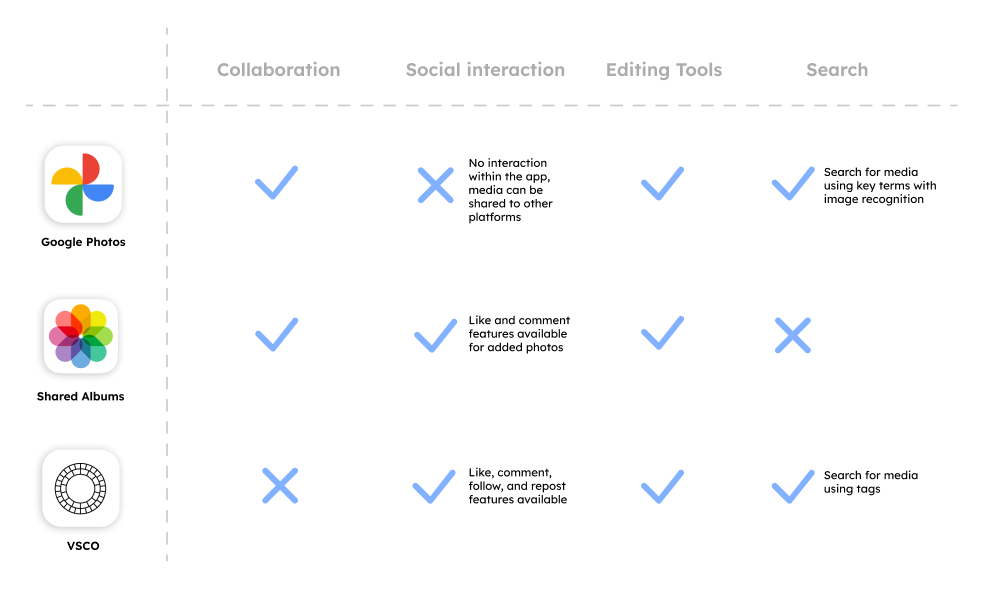 Collaboration
Social interaction
Editing Tools
Search
No interaction
within the app,
media can be
shared to other
platforms
Search for media
using key terms with
image recognition
Google Photos
Like and comment
features available
for added photos
Shared Albums
Like, comment,
follow, and repost
features available
Search for media
using tags
VSCO